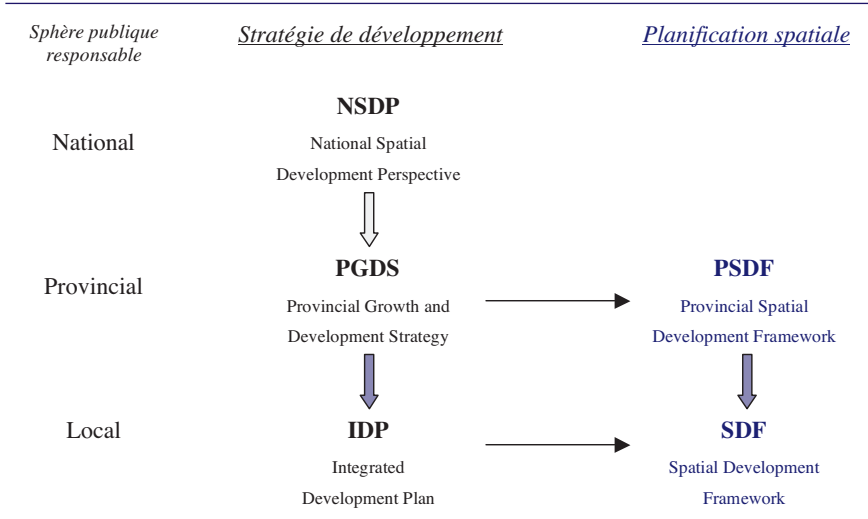 Sphère publique
responsable
Stratégie de développement
Planification spatiale
NSDP
National
National Spatial
Development Perspective
PGDS
PSDF
Provincial
Provincial Growth and
Development Strategy
Provincial Spatial
Development Framework
Local
IDP
SDF
Integrated
Development Plan
Spatial Development
Framework